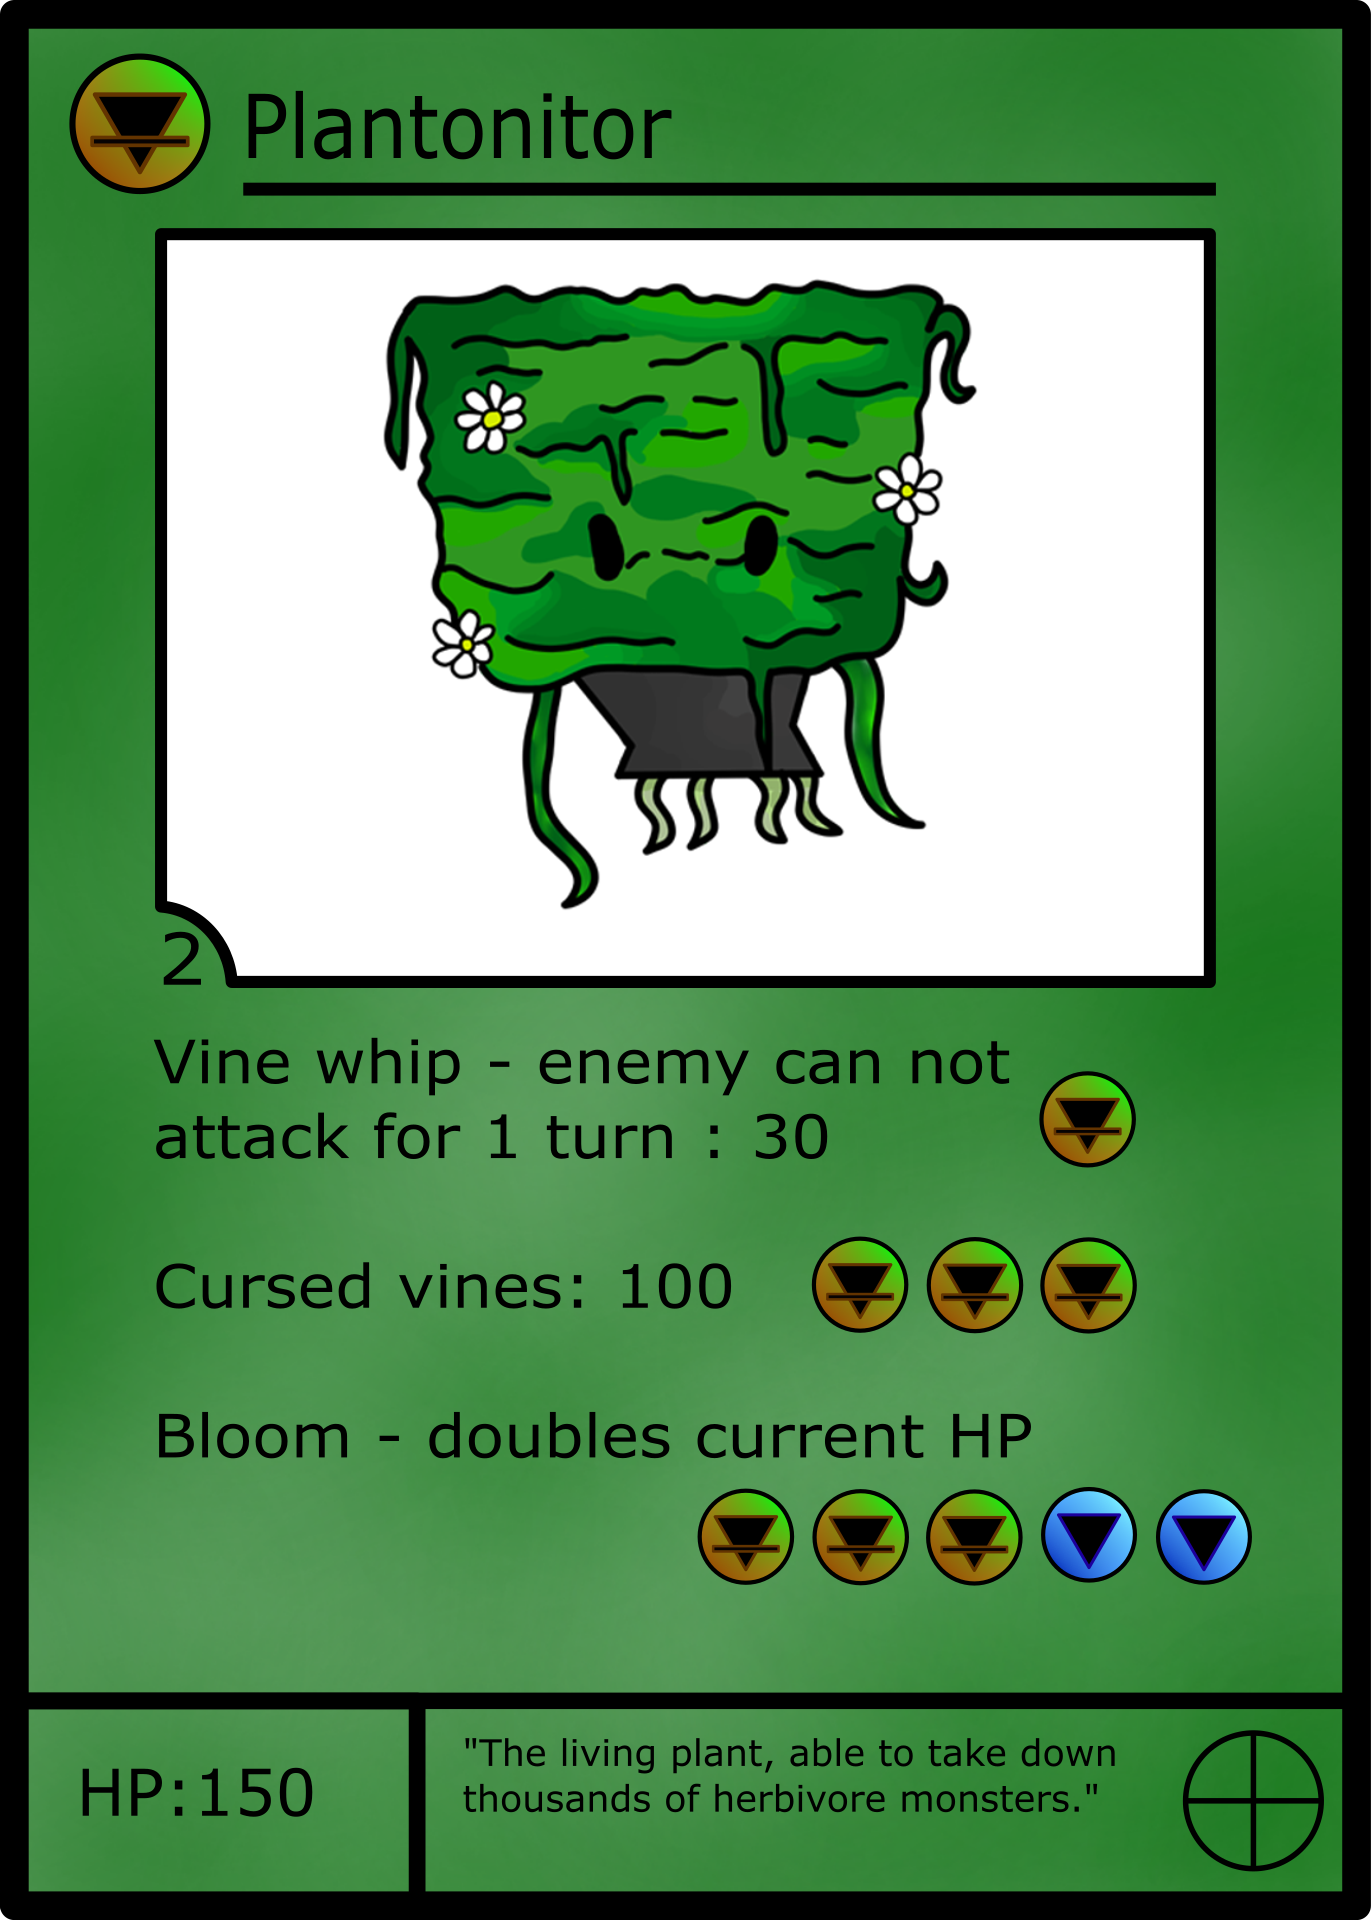 Plantonitor
2
Vine whip - enemy can not
attack for 1 turn : 30
Cursed vines: 100
Bloom - doubles current HP
HP:150
"The living plant, able to take down
thousands of herbivore monsters."